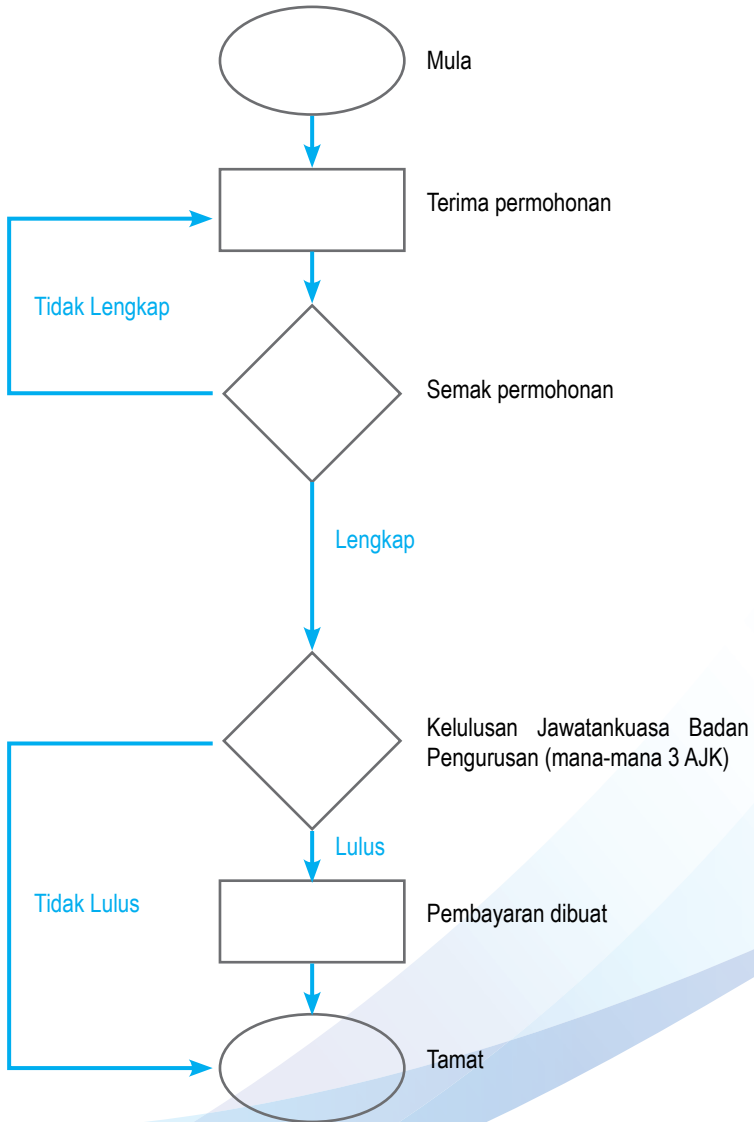 Mula
Terima permohonan
Tidak Lengkap
Semak permohonan
Lengkap
Kelulusan Jawatankuasa Badan
Pengurusan (mana-mana 3 AJK)
Lulus
Tidak Lulus
Pembayaran dibuat
Tamat